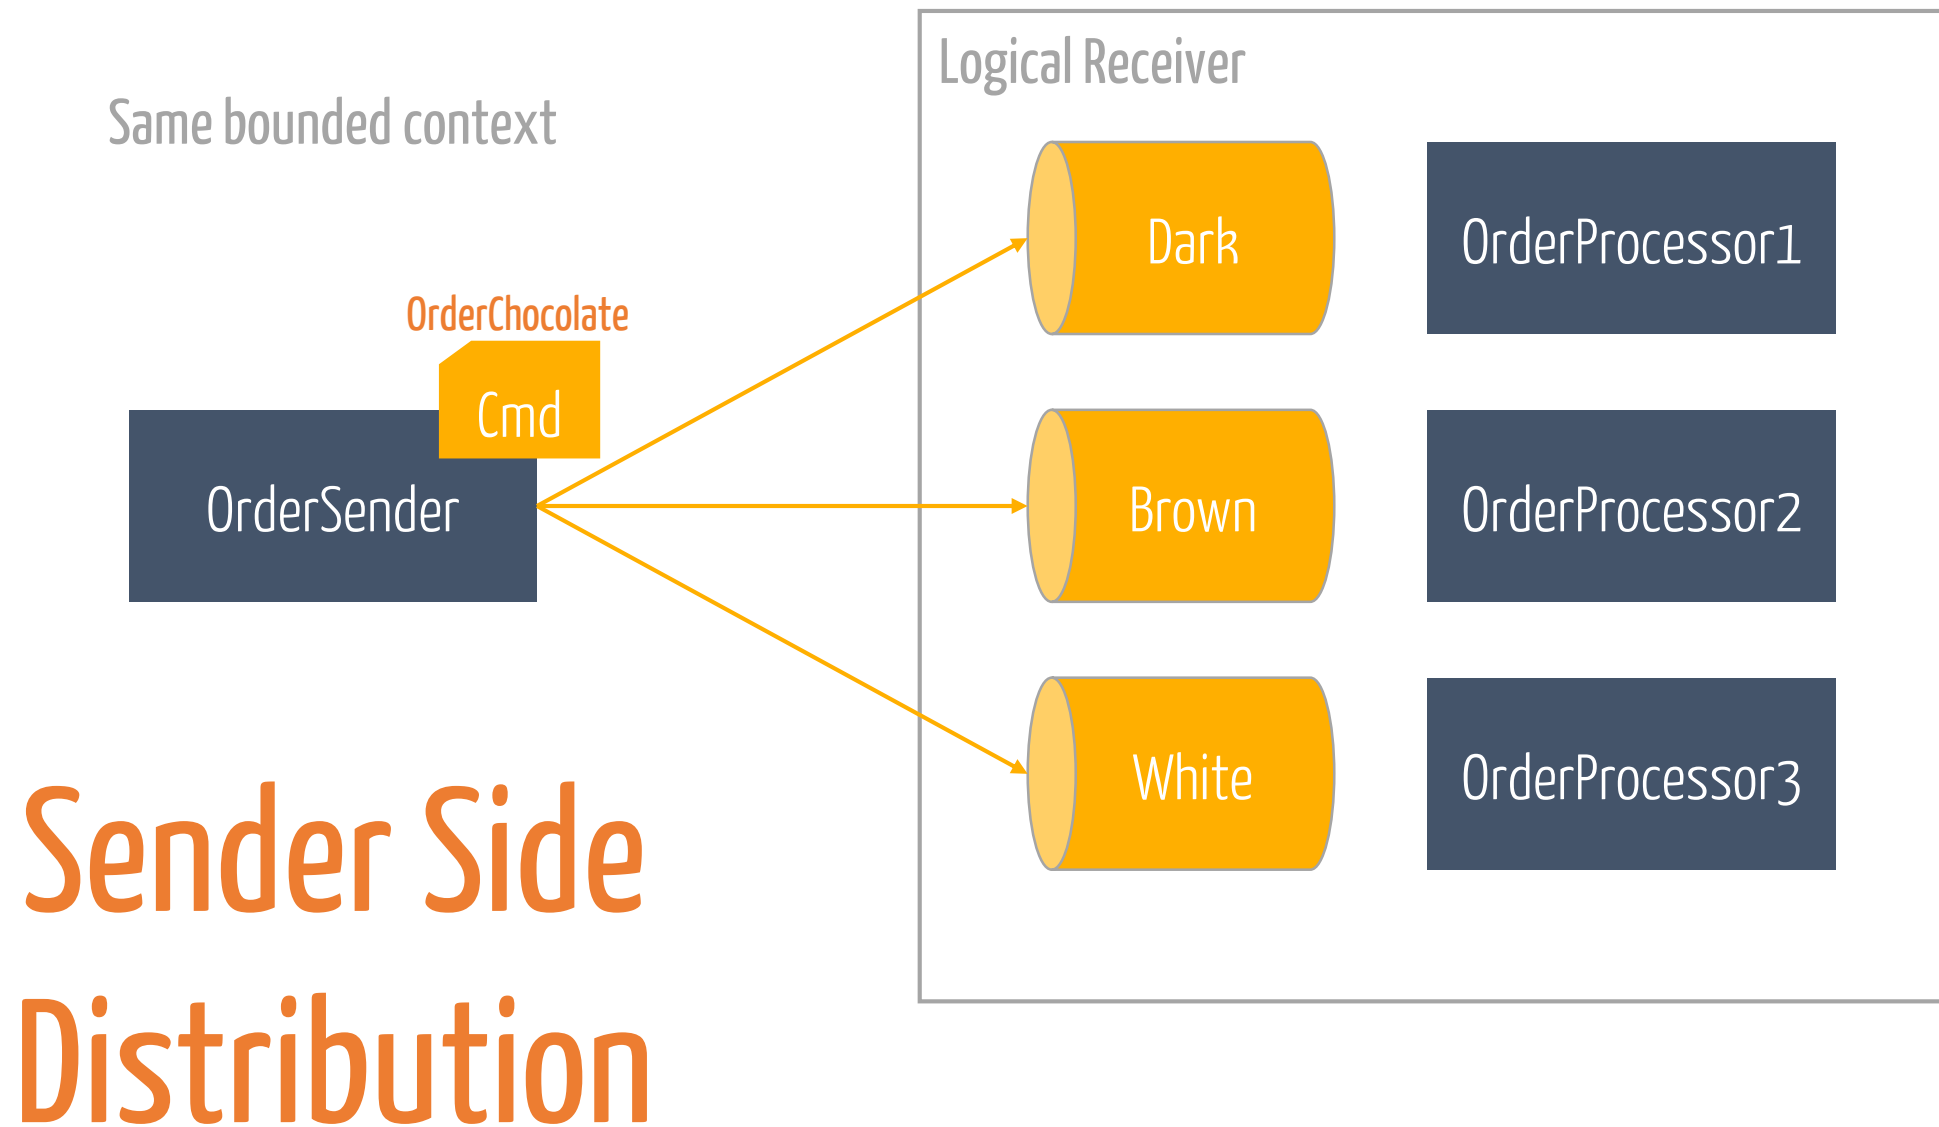 Logical Receiver
Same bounded context
Dark
OrderProcessor1
OrderChocolate
Cmd
OrderSender
Brown
OrderProcessor2
White
OrderProcessor3
Sender Side
Distribution